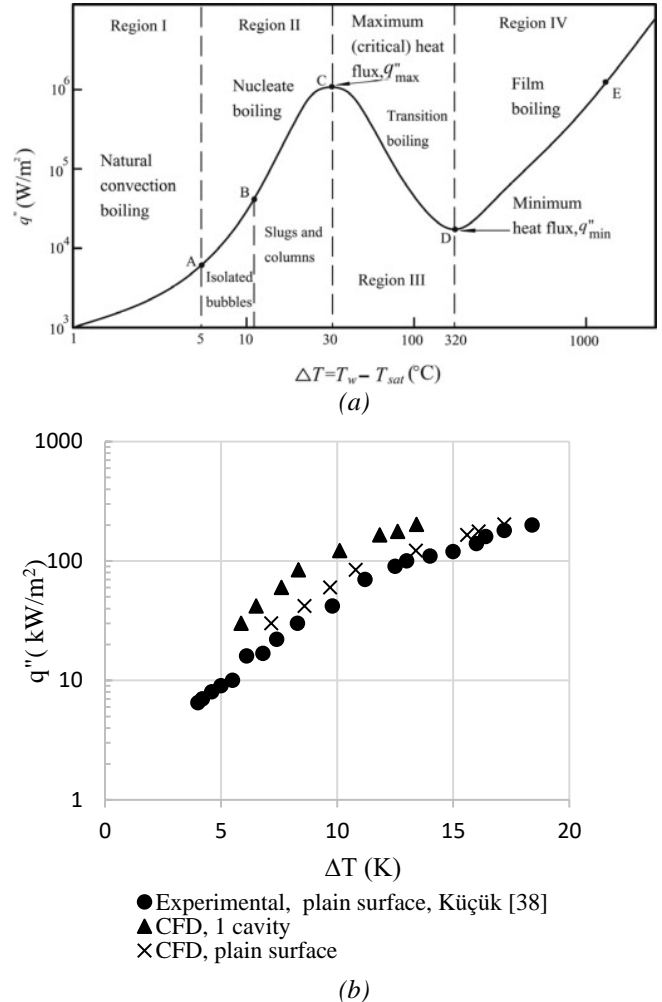 (a)
Region I
Region II
Maximum
(critical) heat
flux, q″max
Region IV
Nucleate
boiling
C
Film
boiling
E
Transition
boiling
Natural
convection
boiling
B
Slugs and
columns
A
Isolated
bubbles
D
Minimum
heat flux, q″min
Region III
q″ (W/m²)
10⁶
10⁵
10⁴
10³
1
5
10
30
100
320
1000
ΔT=Tw − Tsat (°C)
(a)
1000
100
10
1
q"( kW/m²)
0
5
10
15
20
ΔT (K)
Experimental, plain surface, Küçük [38]
CFD, 1 cavity
CFD, plain surface
(b)